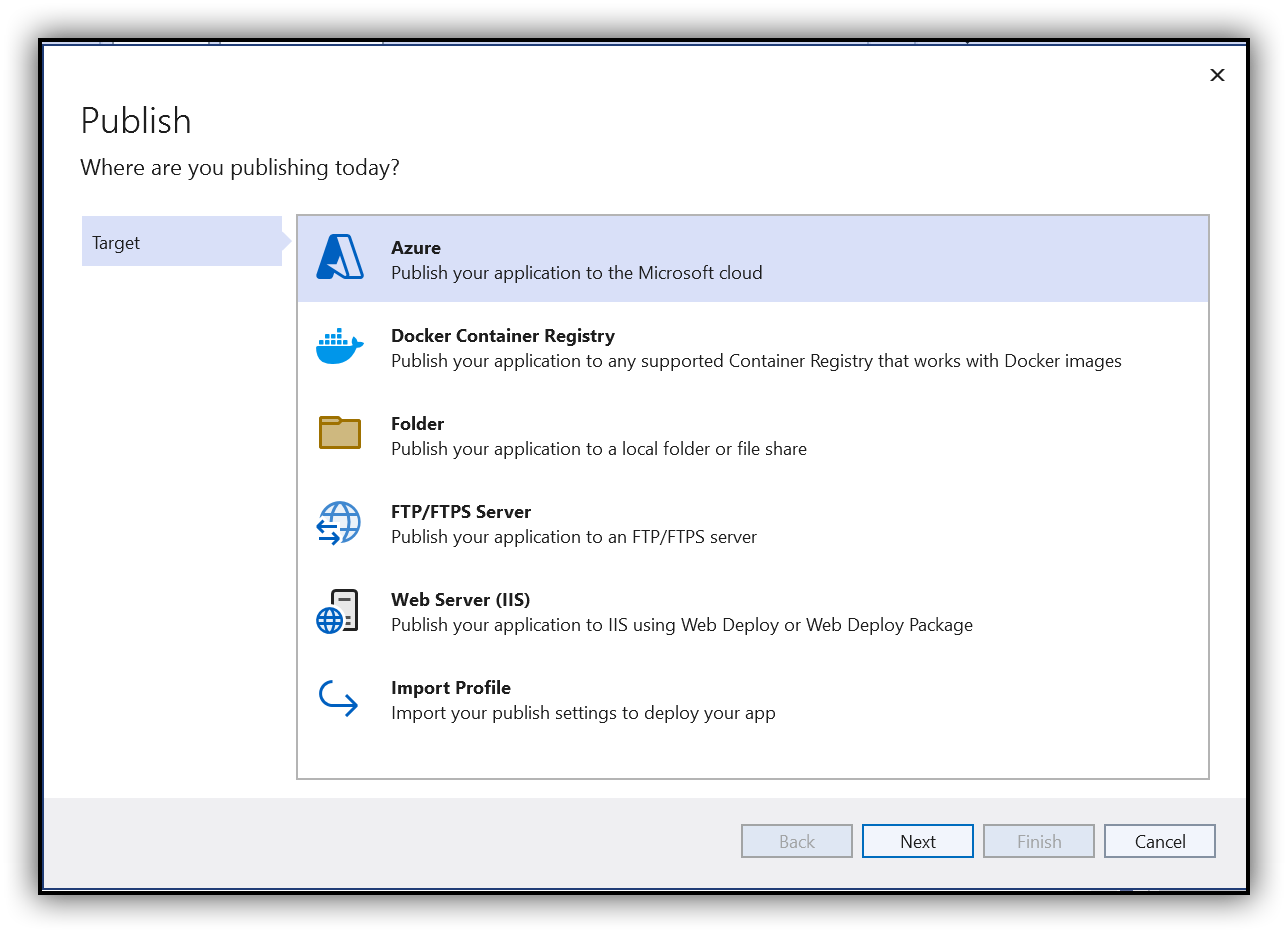 Publish
Where are you publishing today?
Target
Azure
Publish your application to the Microsoft cloud
Docker Container Registry
Publish your application to any supported Container Registry that works with Docker images
Folder
Publish your application to a local folder or file share
FTP/FTPS Server
Publish your application to an FTP/FTPS server
Web Server (IIS)
Publish your application to IIS using Web Deploy or Web Deploy Package
Import Profile
Import your publish settings to deploy your app
Back Next Finish Cancel